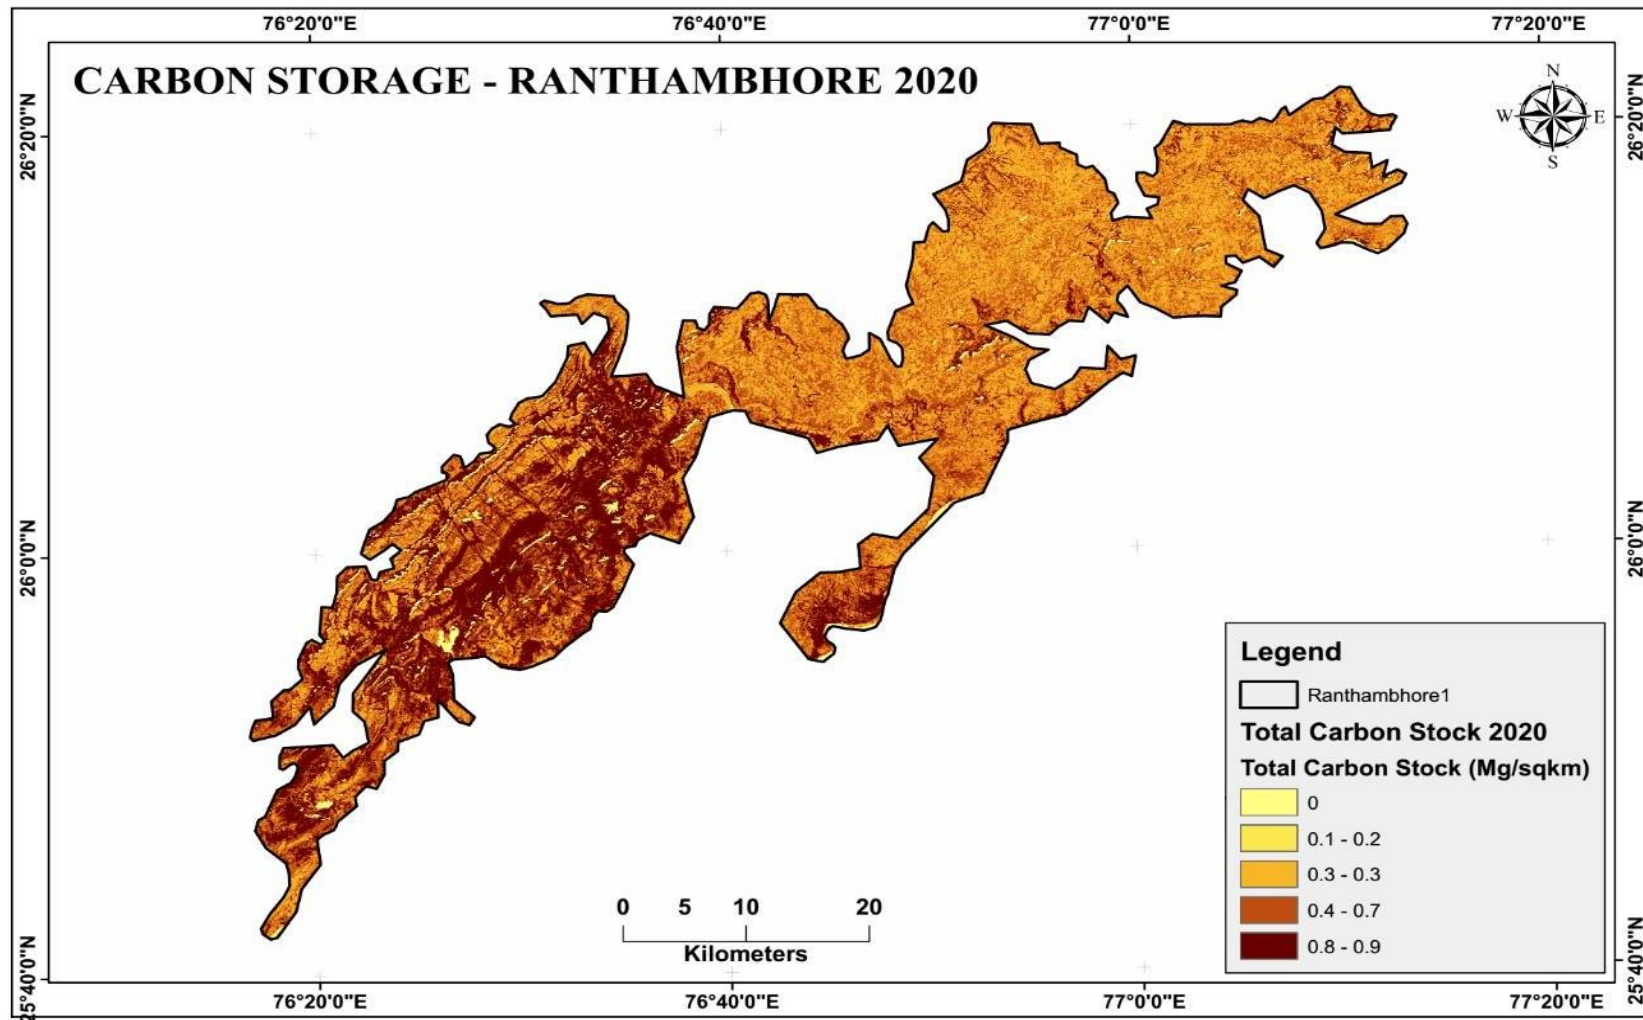 76°20'0"E 76°40'0"E 77°0'0"E 77°20'0"E
CARBON STORAGE - RANTHAMBHORE 2020
N
W E
S
26°20'0"N 26°20'0"N
26°0'0"N 26°0'0"N
Legend
Ranthambhore1
Total Carbon Stock 2020
Total Carbon Stock (Mg/sqkm)
0
0.1 - 0.2
0.3 - 0.3
0.4 - 0.7
0.8 - 0.9
0 5 10 20
Kilometers
25°40'0"N 25°40'0"N
76°20'0"E 76°40'0"E 77°0'0"E 77°20'0"E